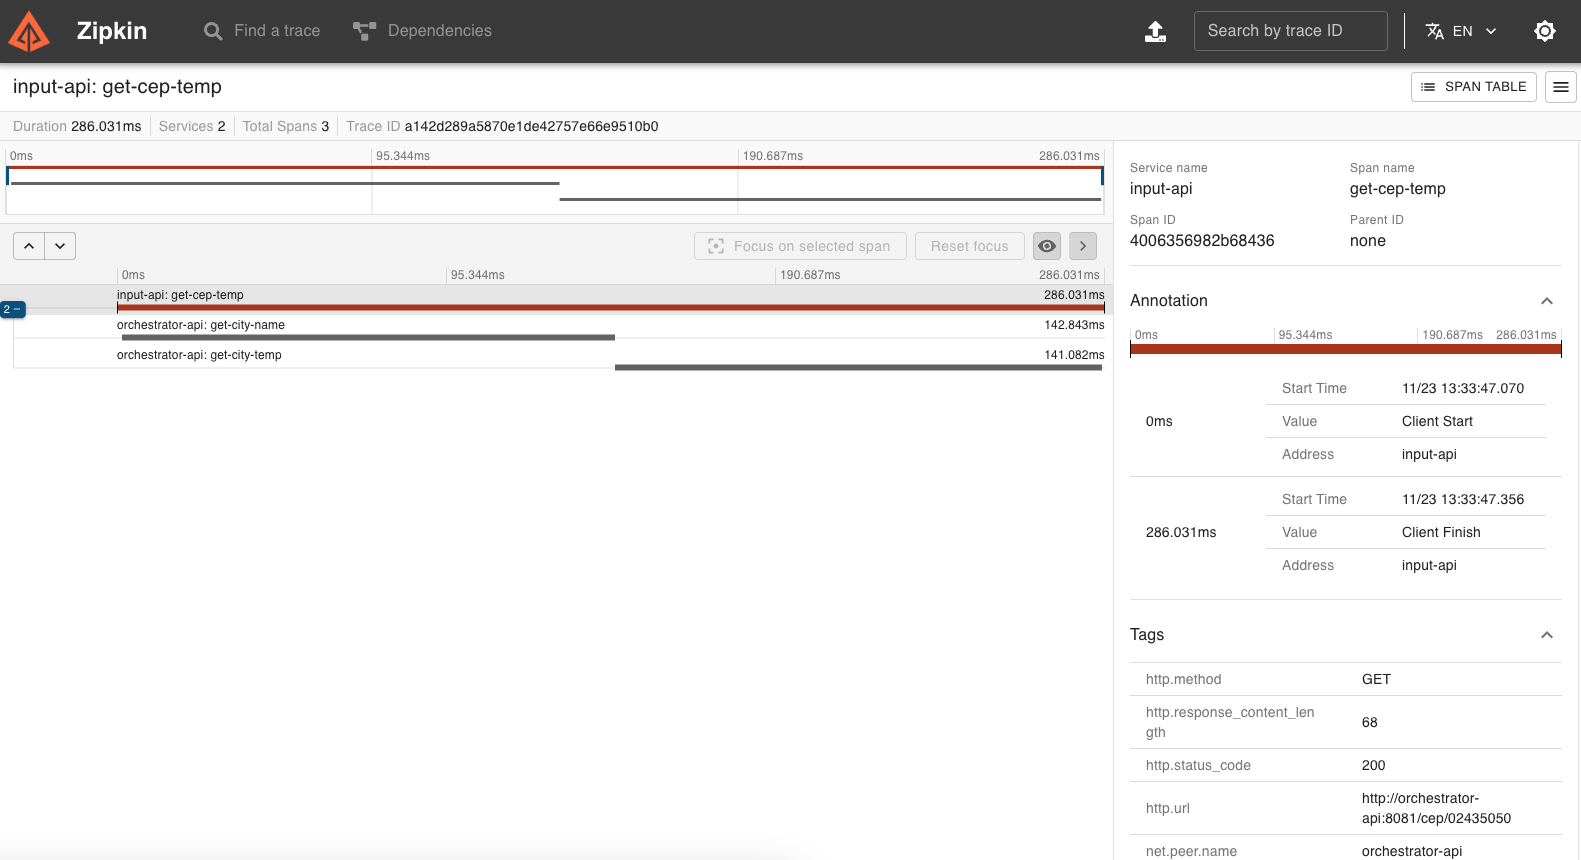 Zipkin
Find a trace
Dependencies
Search by trace ID
EN
input-api: get-cep-temp
SPAN TABLE
Duration 286.031ms
Services 2
Total Spans 3
Trace ID a142d289a5870e1de42757e66e9510b0
0ms 95.344ms 190.687ms 286.031ms
Focus on selected span
Reset focus
0ms 95.344ms 190.687ms 286.031ms
2 −
input-api: get-cep-temp 286.031ms
orchestrator-api: get-city-name 142.843ms
orchestrator-api: get-city-temp 141.082ms
Service name
input-api
Span name
get-cep-temp
Span ID
4006356982b68436
Parent ID
none
Annotation
0ms 95.344ms 190.687ms 286.031ms
0ms
Start Time 11/23 13:33:47.070
Value Client Start
Address input-api
286.031ms
Start Time 11/23 13:33:47.356
Value Client Finish
Address input-api
Tags
http.method GET
http.response_content_len
gth
68
http.status_code 200
http.url
http://orchestrator-
api:8081/cep/02435050
net.peer.name orchestrator-api